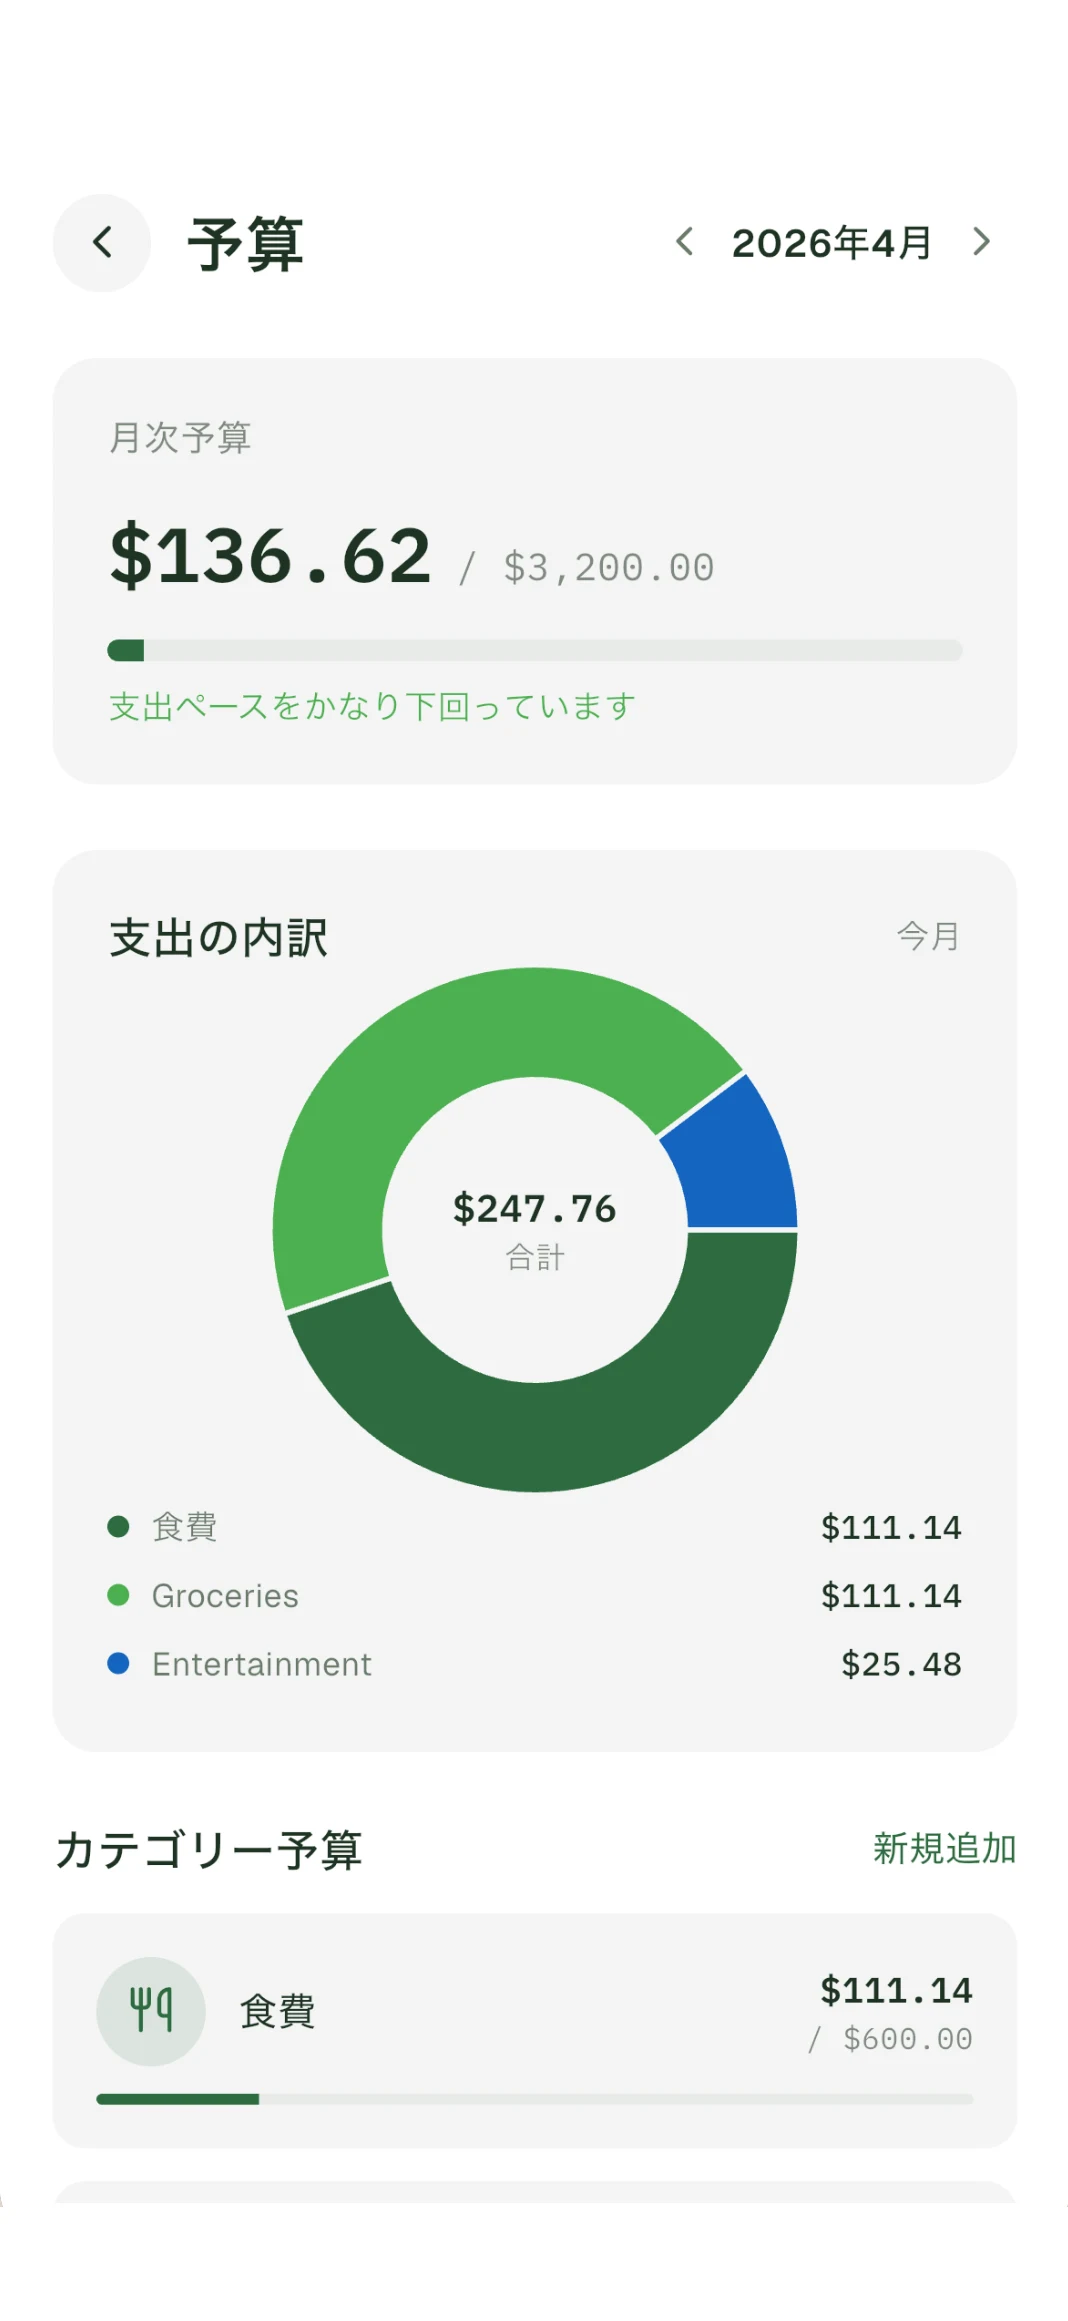 予算
2026年4月
月次予算
$136.62 / $3,200.00
支出ペースをかなり下回っています
支出の内訳
今月
$247.76
合計
食費 $111.14
Groceries $111.14
Entertainment $25.48
カテゴリー予算
新規追加
食費
$111.14
/ $600.00